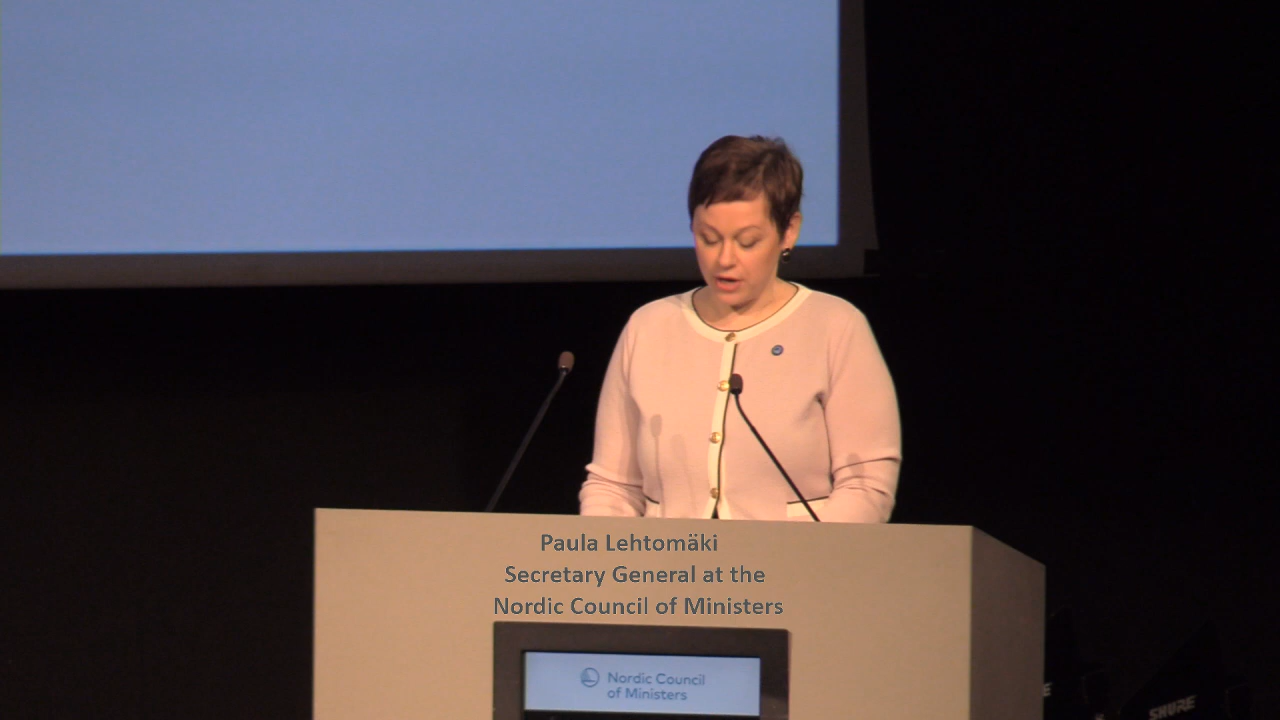 Paula Lehtomäki
Secretary General at the
Nordic Council of Ministers
Nordic Council
of Ministers
SHURE